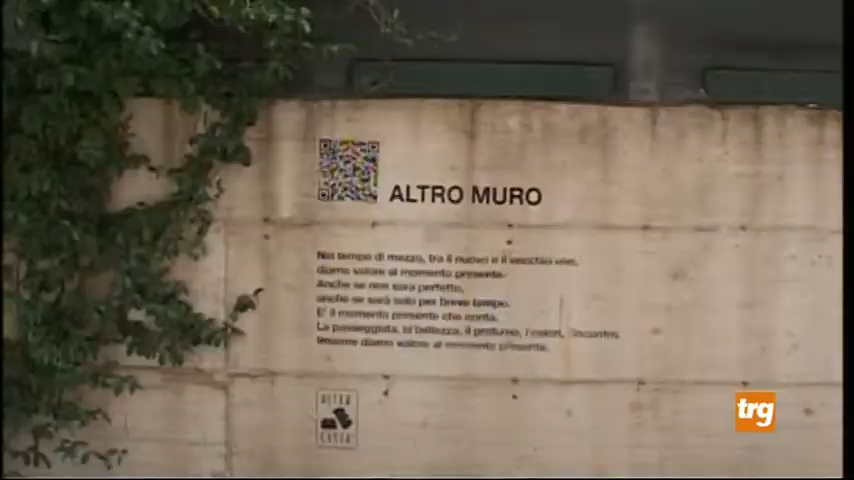 ALTRO MURO
Nel tempo di mezzo, tra il nuovo e il vecchio
diamo valore al momento presente.
Anche se non sarà perfetto,
anche se sarà solo per breve tempo.
E' il momento presente che conta.
La passeggiata, la bellezza, il profumo, i colori, l'incontro.
Insieme diamo valore al momento presente.
ALTRA
CITTA'
trg